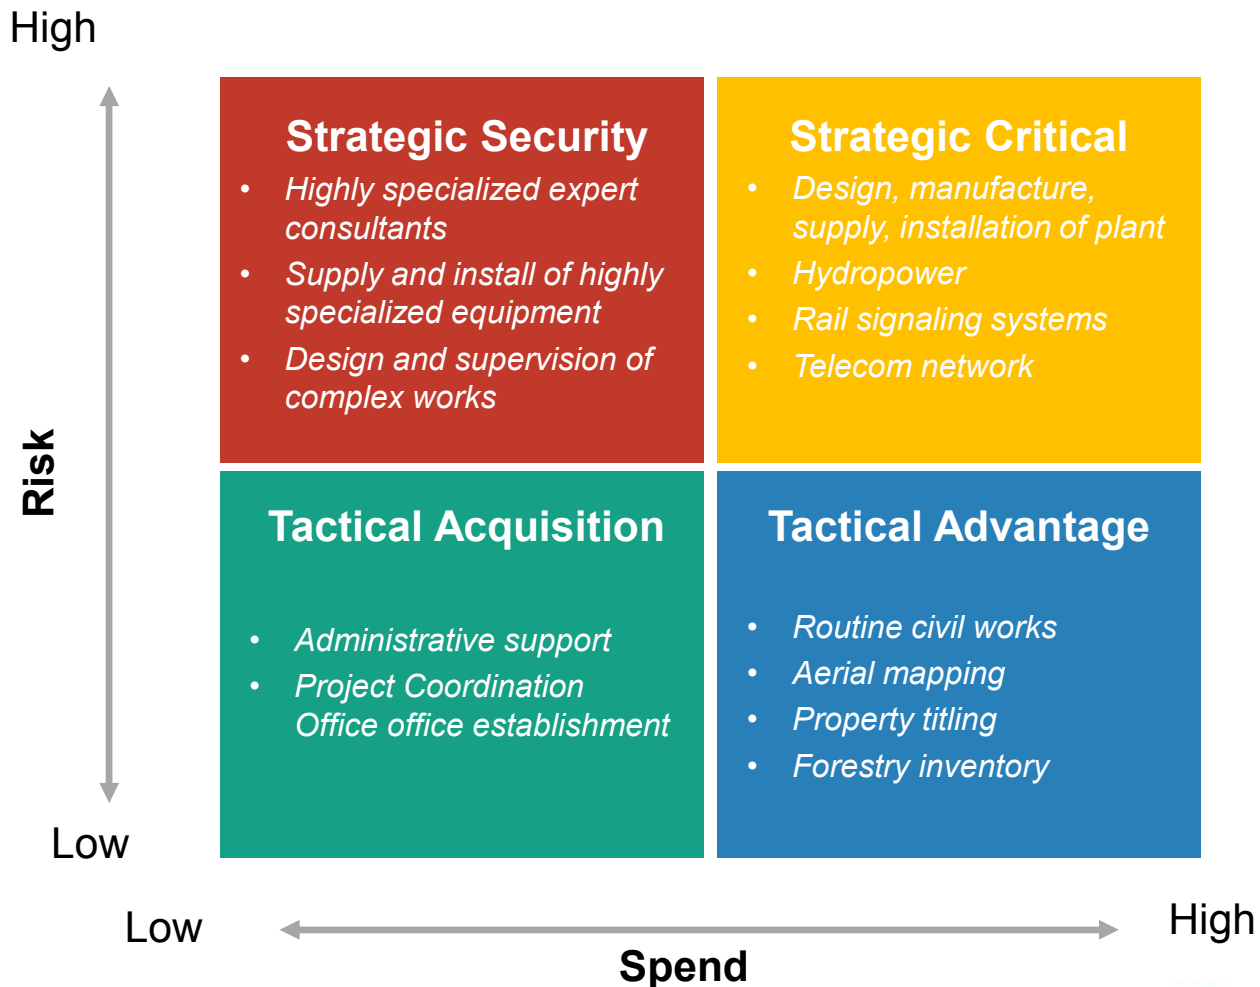 High
Strategic Security
• Highly specialized expert
consultants
• Supply and install of highly
specialized equipment
• Design and supervision of
complex works
Strategic Critical
• Design, manufacture,
supply, installation of plant
• Hydropower
• Rail signaling systems
• Telecom network
Risk
Tactical Acquisition
• Administrative support
• Project Coordination
Office office establishment
Tactical Advantage
• Routine civil works
• Aerial mapping
• Property titling
• Forestry inventory
Low
Low
High
Spend